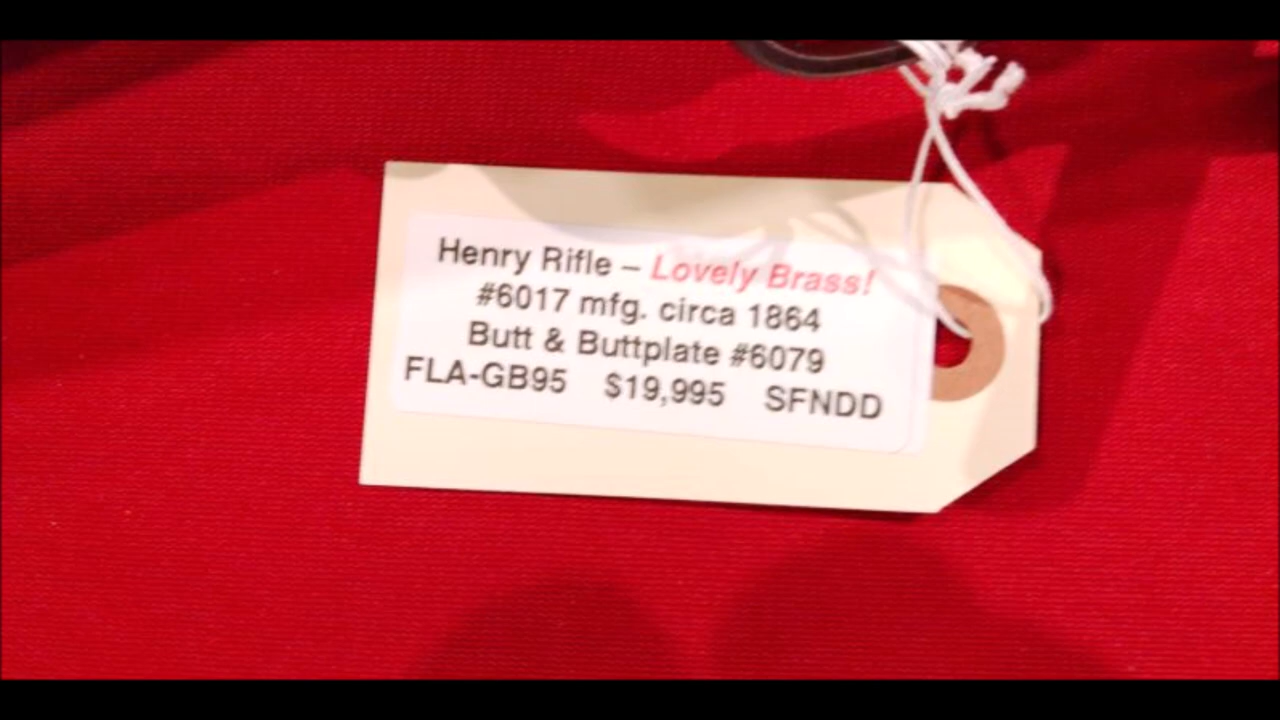 Henry Rifle – Lovely Brass!
#6017 mfg. circa 1864
Butt & Buttplate #6079
FLA-GB95 $19,995 SFNDD